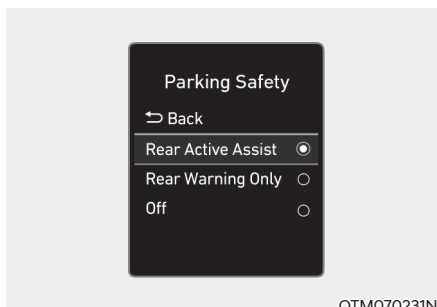 Parking Safety
Back
Rear Active Assist
Rear Warning Only
Off
OTM070231N